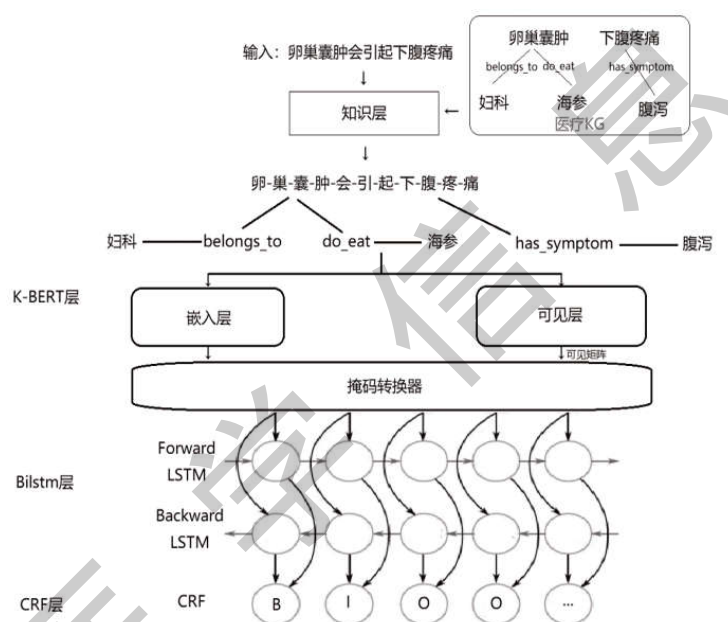 输入：卵巢囊肿会引起下腹疼痛
卵巢囊肿 下腹疼痛
belongs_to do_eat has_symptom
妇科 海参 腹泻
医疗KG
知识层
卵-巢-囊-肿-会-引-起-下-腹-疼-痛
妇科 belongs_to do_eat 海参 has_symptom 腹泻
K-BERT层
嵌入层 可见层
可见矩阵
掩码转换器
Forward
LSTM
Bilstm层
Backward
LSTM
CRF层 CRF B I O O ...
息
信
学